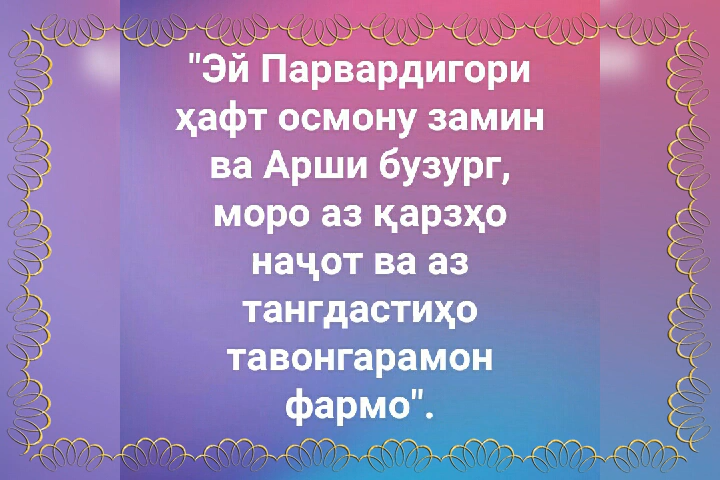 "Эй Парвардигори
ҳафт осмону замин
ва Арши бузург,
моро аз қарзҳо
наҷот ва аз
тангдастиҳо
тавонгарамон
фармо".